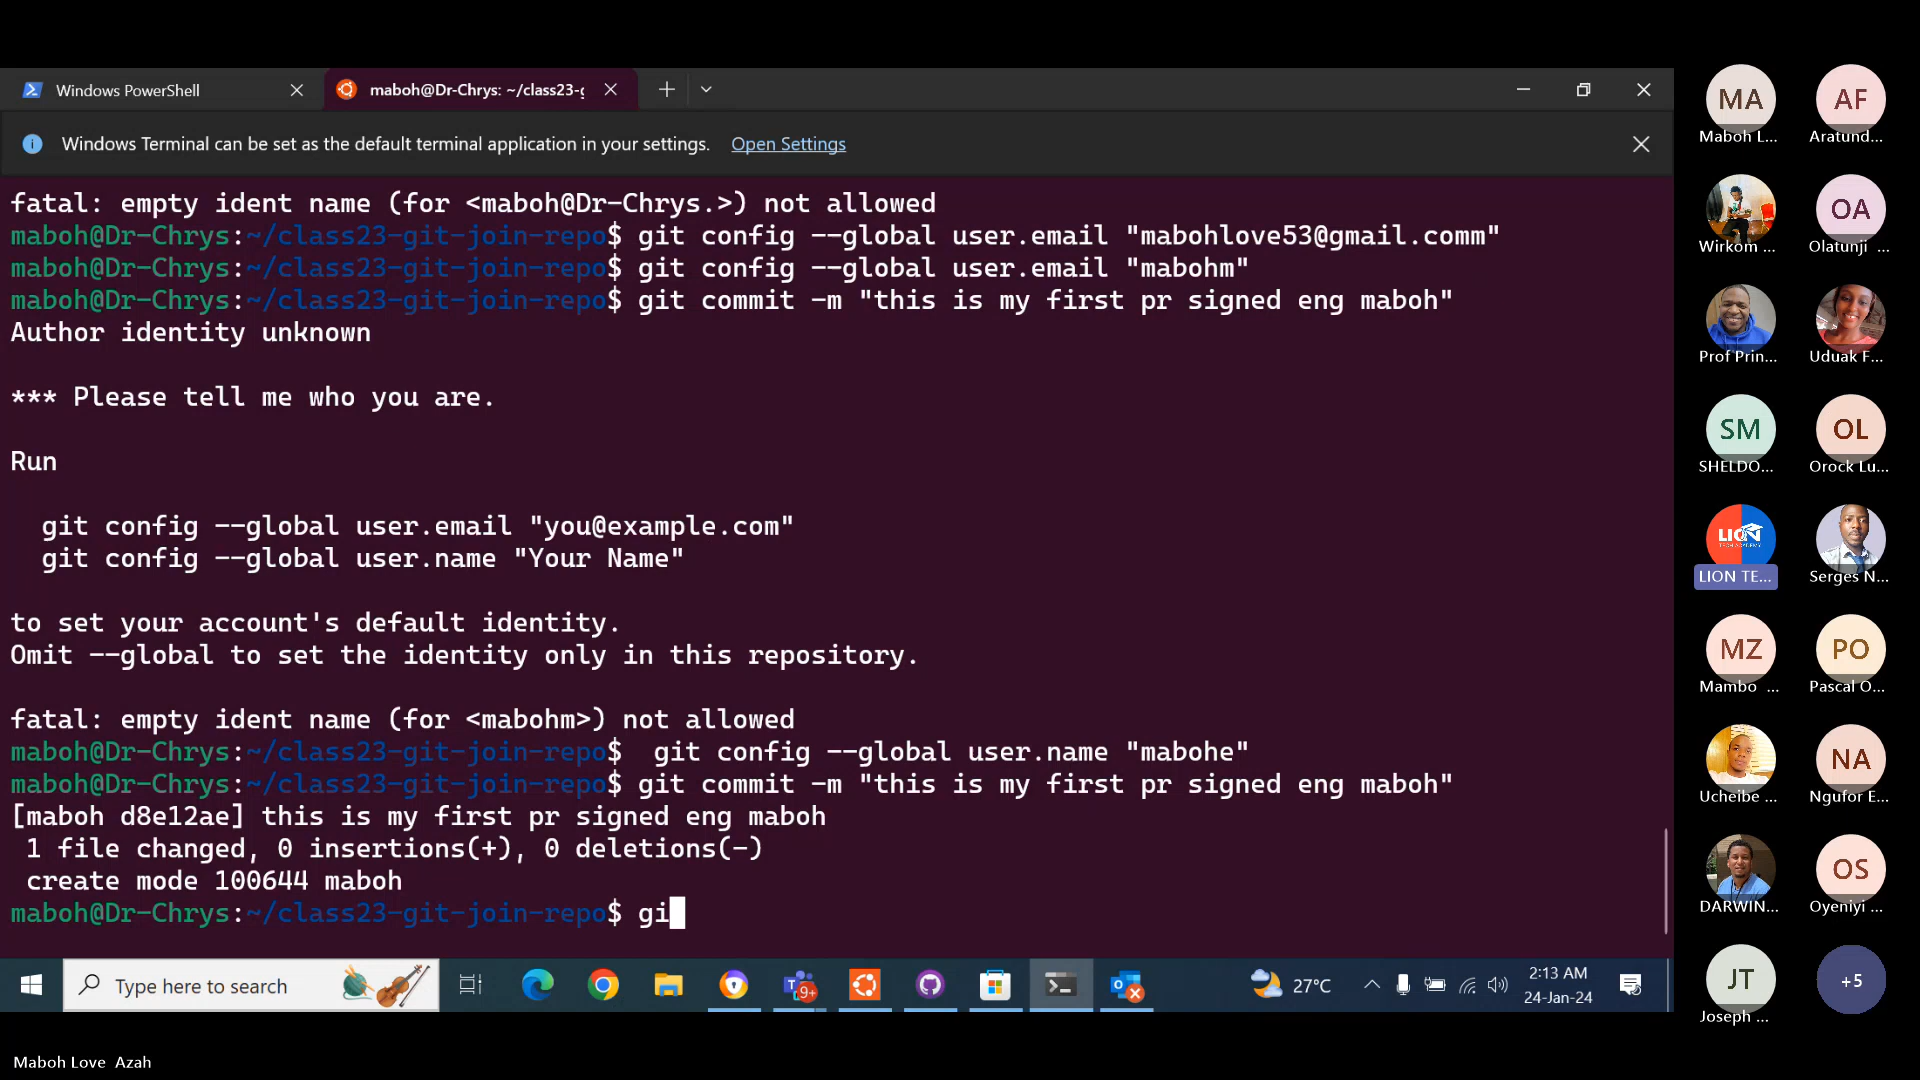 Windows PowerShell
maboh@Dr-Chrys: ~/class23-g
Windows Terminal can be set as the default terminal application in your settings. Open Settings
fatal: empty ident name (for <maboh@Dr-Chrys.>) not allowed
maboh@Dr-Chrys:~/class23-git-join-repo$ git config --global user.email "mabohlove53@gmail.comm"
maboh@Dr-Chrys:~/class23-git-join-repo$ git config --global user.email "mabohm"
maboh@Dr-Chrys:~/class23-git-join-repo$ git commit -m "this is my first pr signed eng maboh"
Author identity unknown
*** Please tell me who you are.
Run
git config --global user.email "you@example.com"
git config --global user.name "Your Name"
to set your account's default identity.
Omit --global to set the identity only in this repository.
fatal: empty ident name (for <mabohm>) not allowed
maboh@Dr-Chrys:~/class23-git-join-repo$  git config --global user.name "mabohe"
maboh@Dr-Chrys:~/class23-git-join-repo$ git commit -m "this is my first pr signed eng maboh"
[maboh d8e12ae] this is my first pr signed eng maboh
1 file changed, 0 insertions(+), 0 deletions(-)
create mode 100644 maboh
maboh@Dr-Chrys:~/class23-git-join-repo$ gi
Type here to search
9+
27°C
2:13 AM
24-Jan-24
MA
Maboh L...
AF
Aratund...
Wirkom ...
OA
Olatunji ...
Prof Prin...
Uduak F...
SM
SHELDO...
OL
Orock Lu...
LION
TECH ACADEMY
LION TE...
Serges N...
MZ
Mambo ...
PO
Pascal O...
Ucheibe ...
NA
Ngufor E...
DARWIN...
OS
Oyeniyi ...
JT
Joseph ...
+5
Maboh Love Azah